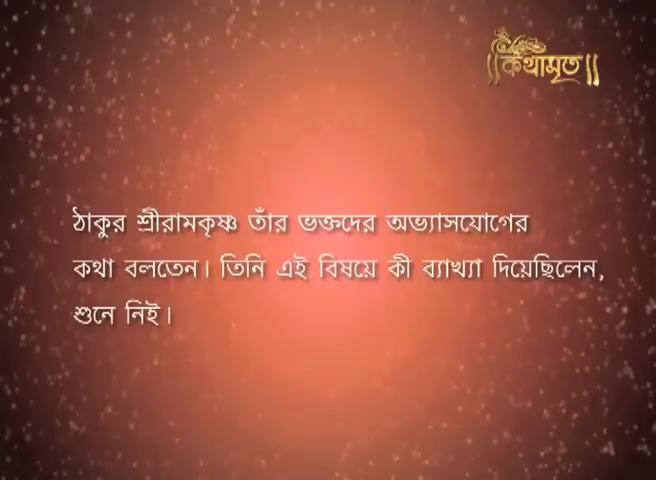 ||কথামৃত||
ঠাকুর শ্রীরামকৃষ্ণ তাঁর ভক্তদের অভ্যাসযোগের
কথা বলতেন। তিনি এই বিষয়ে কী ব্যাখ্যা দিয়েছিলেন,
শুনে নিই।